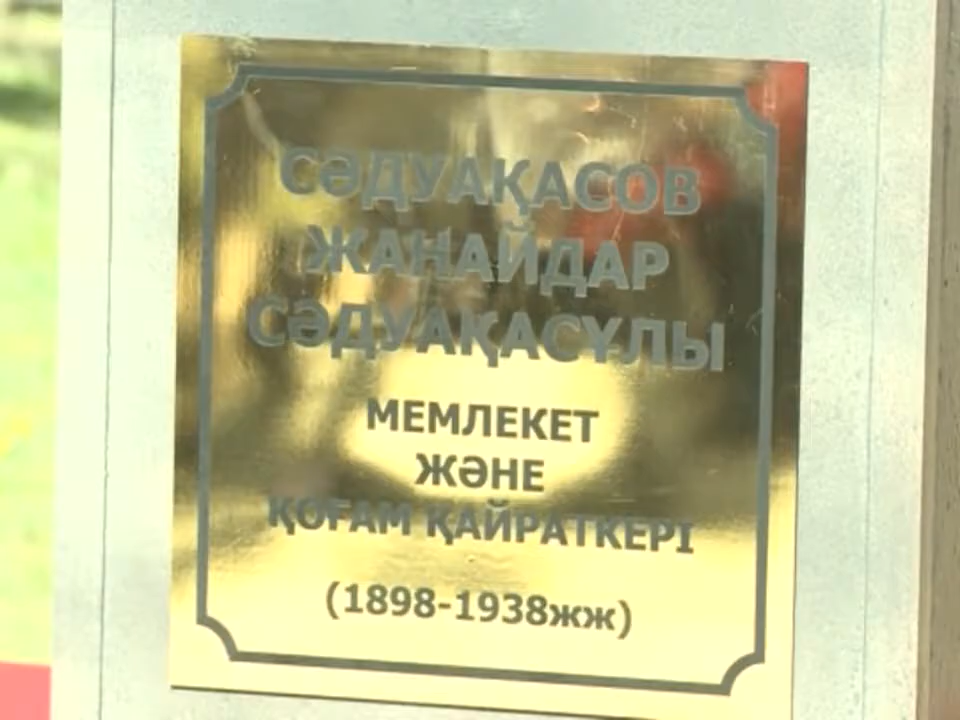 СӘДУАҚАСОВ
ЖАНАЙДАР
СӘДУАҚАСҰЛЫ
МЕМЛЕКЕТ
ЖӘНЕ
ҚОҒАМ ҚАЙРАТКЕРІ
(1898-1938жж)